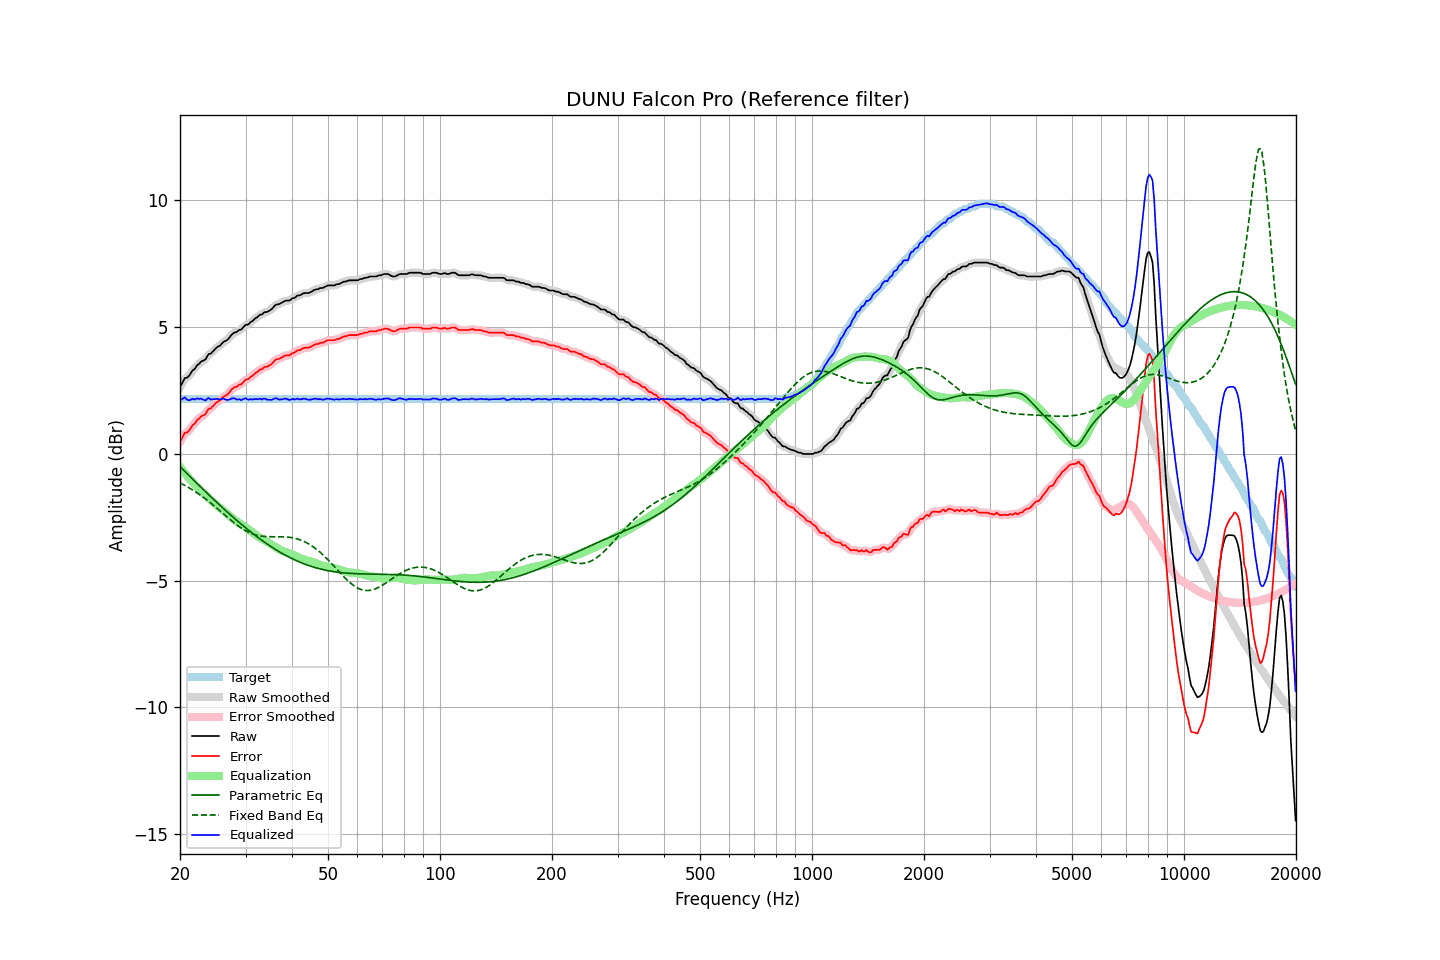 DUNU Falcon Pro (Reference filter)
Amplitude (dBr)
10
5
0
−5
−10
−15
Target
Raw Smoothed
Error Smoothed
Raw
Error
Equalization
Parametric Eq
Fixed Band Eq
Equalized
20 50 100 200 500 1000 2000 5000 10000 20000
Frequency (Hz)